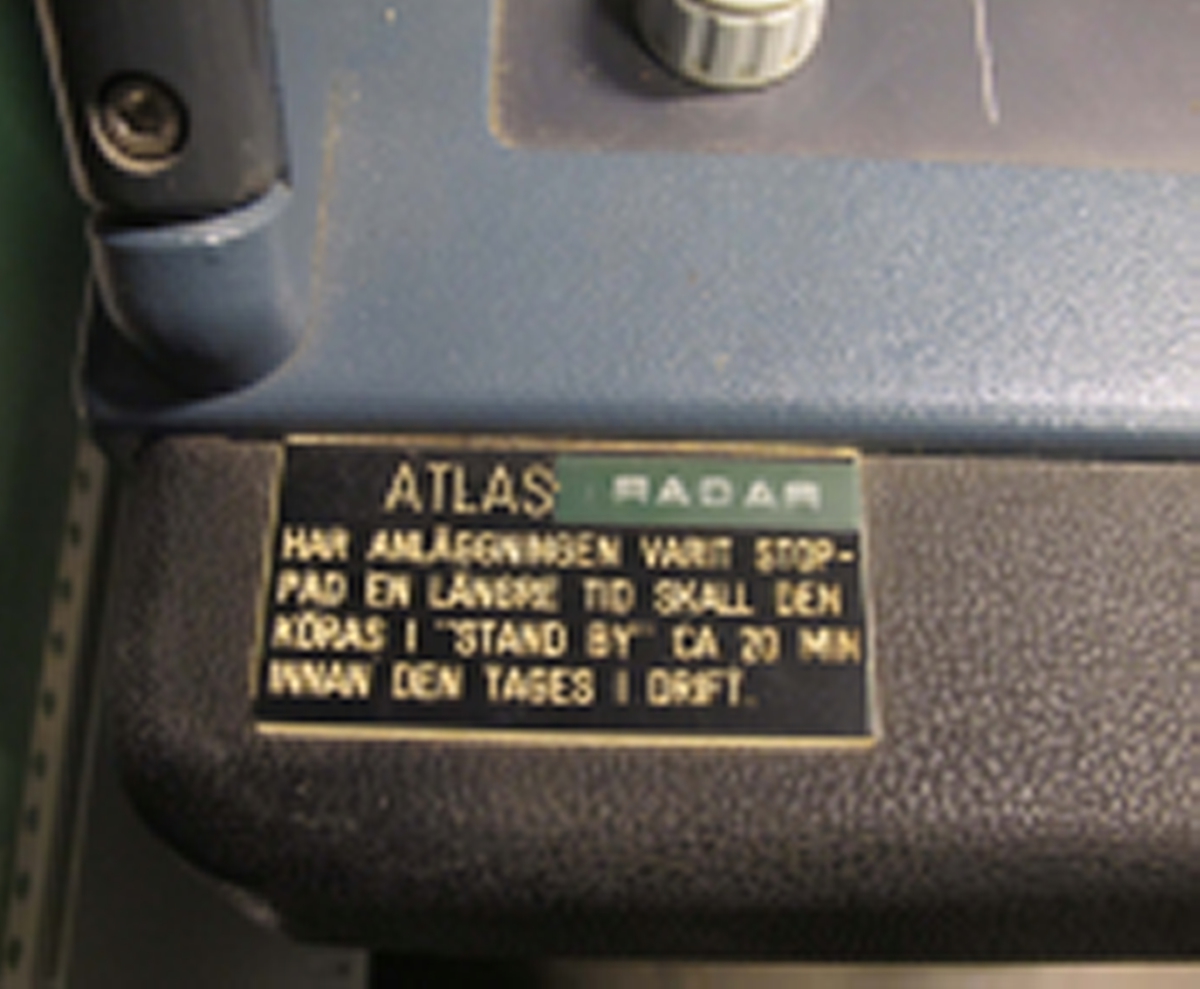 ATLAS RADAR
HAR ANLÄGGNINGEN VARIT STOP-
PAD EN LÄNGRE TID SKALL DEN
KÖRAS I "STAND BY" CA 20 MIN
INNAN DEN TAGES I DRIFT.